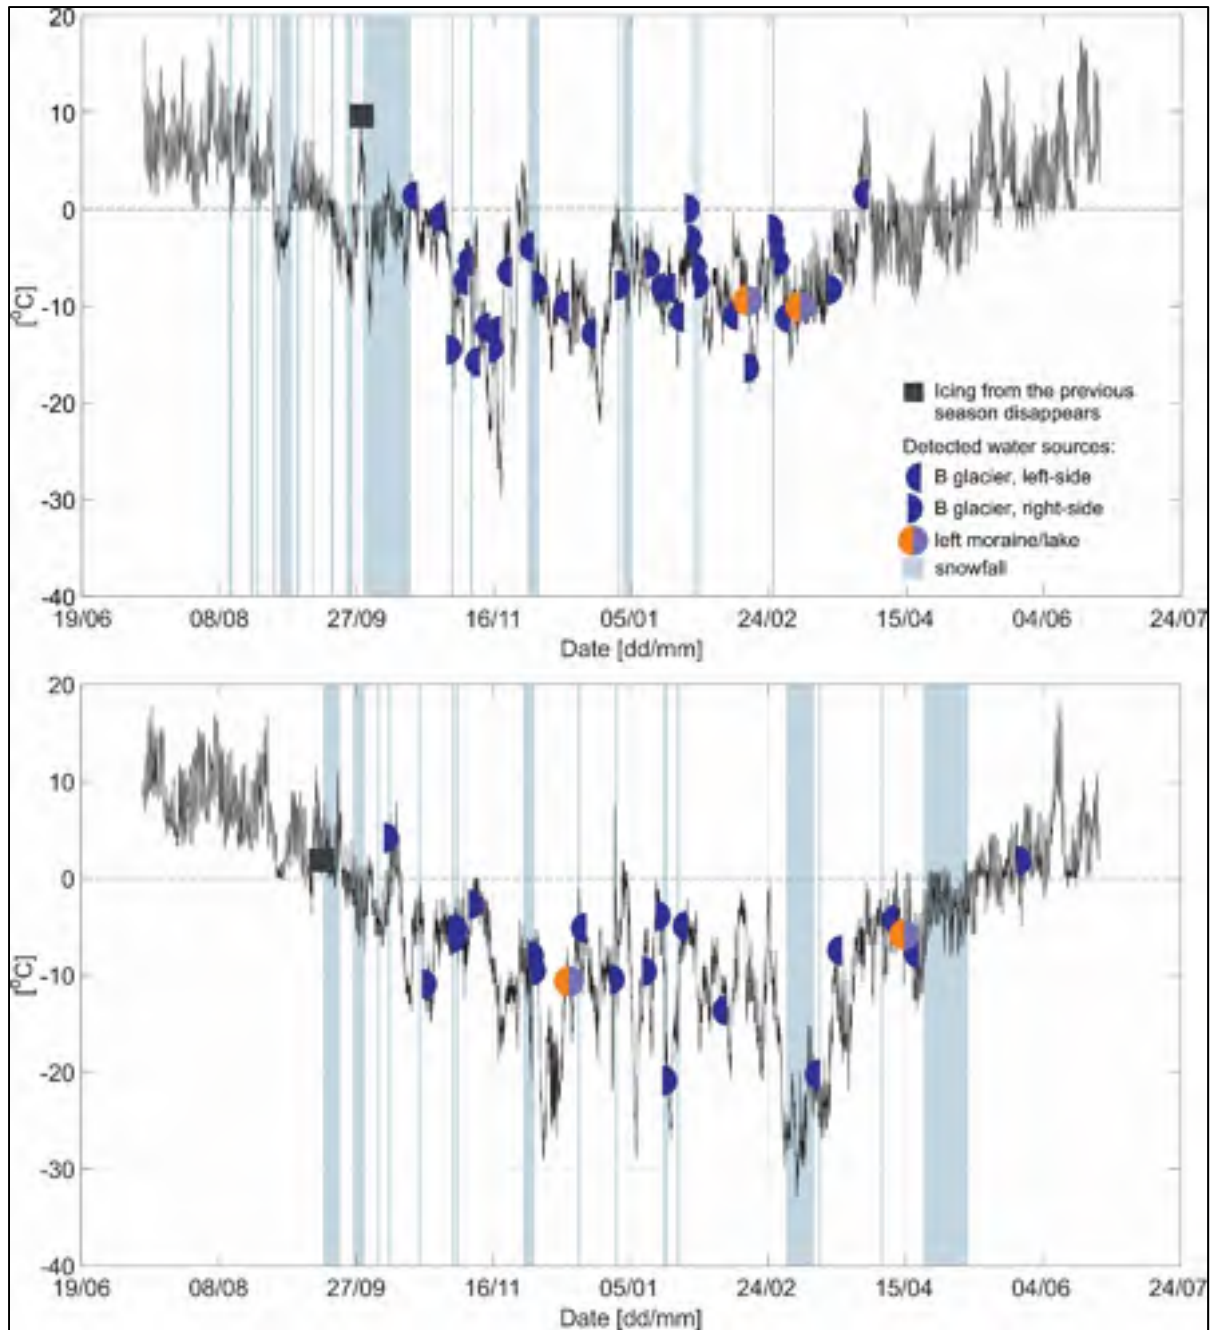 20
10
0
-10
-20
-30
-40
[°C]
19/06 08/08 27/09 16/11 05/01 24/02 15/04 04/06 24/07
Date [dd/mm]
Icing from the previous
season disappears
Detected water sources:
B glacier, left-side
B glacier, right-side
left moraine/lake
snowfall
20
10
0
-10
-20
-30
-40
[°C]
19/06 08/08 27/09 16/11 05/01 24/02 15/04 04/06 24/07
Date [dd/mm]